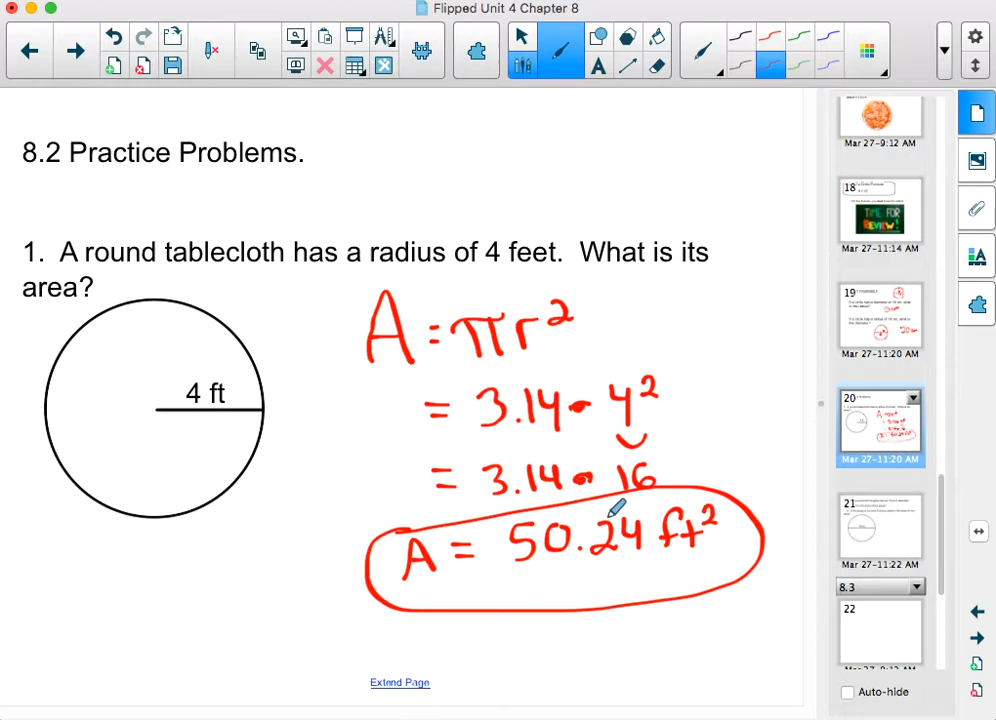 Flipped Unit 4 Chapter 8
8.2 Practice Problems.
1. A round tablecloth has a radius of 4 feet. What is its
area?
4 ft
A = πr²
= 3.14 • 4²
= 3.14 • 16
A = 50.24 ft²
Extend Page
Mar 27-9:12 AM
18
TIME FOR
REVIEW!
Mar 27-11:14 AM
19
Mar 27-11:20 AM
20
Mar 27-11:20 AM
21
Mar 27-11:22 AM
8.3
22
Auto-hide